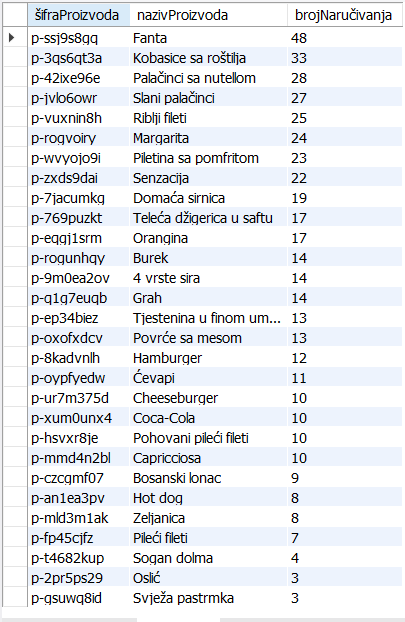 šifraProizvoda nazivProizvoda brojNaručivanja
p-ssj9s8gq Fanta 48
p-3qs6qt3a Kobasice sa roštilja 33
p-42ixe96e Palačinci sa nutellom 28
p-jvlo6owr Slani palačinci 27
p-vuxnin8h Riblji fileti 25
p-rogvoiry Margarita 24
p-wvyojo9i Piletina sa pomfritom 23
p-zxds9dai Senzacija 22
p-7jacumkg Domaća sirnica 19
p-769puzkt Teleća džigerica u saftu 17
p-eqgj1srm Orangina 17
p-rogunhqy Burek 14
p-9m0ea2ov 4 vrste sira 14
p-q1g7euqb Grah 14
p-ep34biez Tjestenina u finom um... 13
p-oxofxdcv Povrće sa mesom 13
p-8kadvnlh Hamburger 12
p-oypfyedw Ćevapi 11
p-ur7m375d Cheeseburger 10
p-xum0unx4 Coca-Cola 10
p-hsvxr8je Pohovani pileći fileti 10
p-mmd4n2bl Capricciosa 10
p-czcgmf07 Bosanski lonac 9
p-an1ea3pv Hot dog 8
p-mld3m1ak Zeljanica 8
p-fp45cjfz Pileći fileti 7
p-t4682kup Sogan dolma 4
p-2pr5ps29 Oslić 3
p-gsuwq8id Svježa pastrmka 3